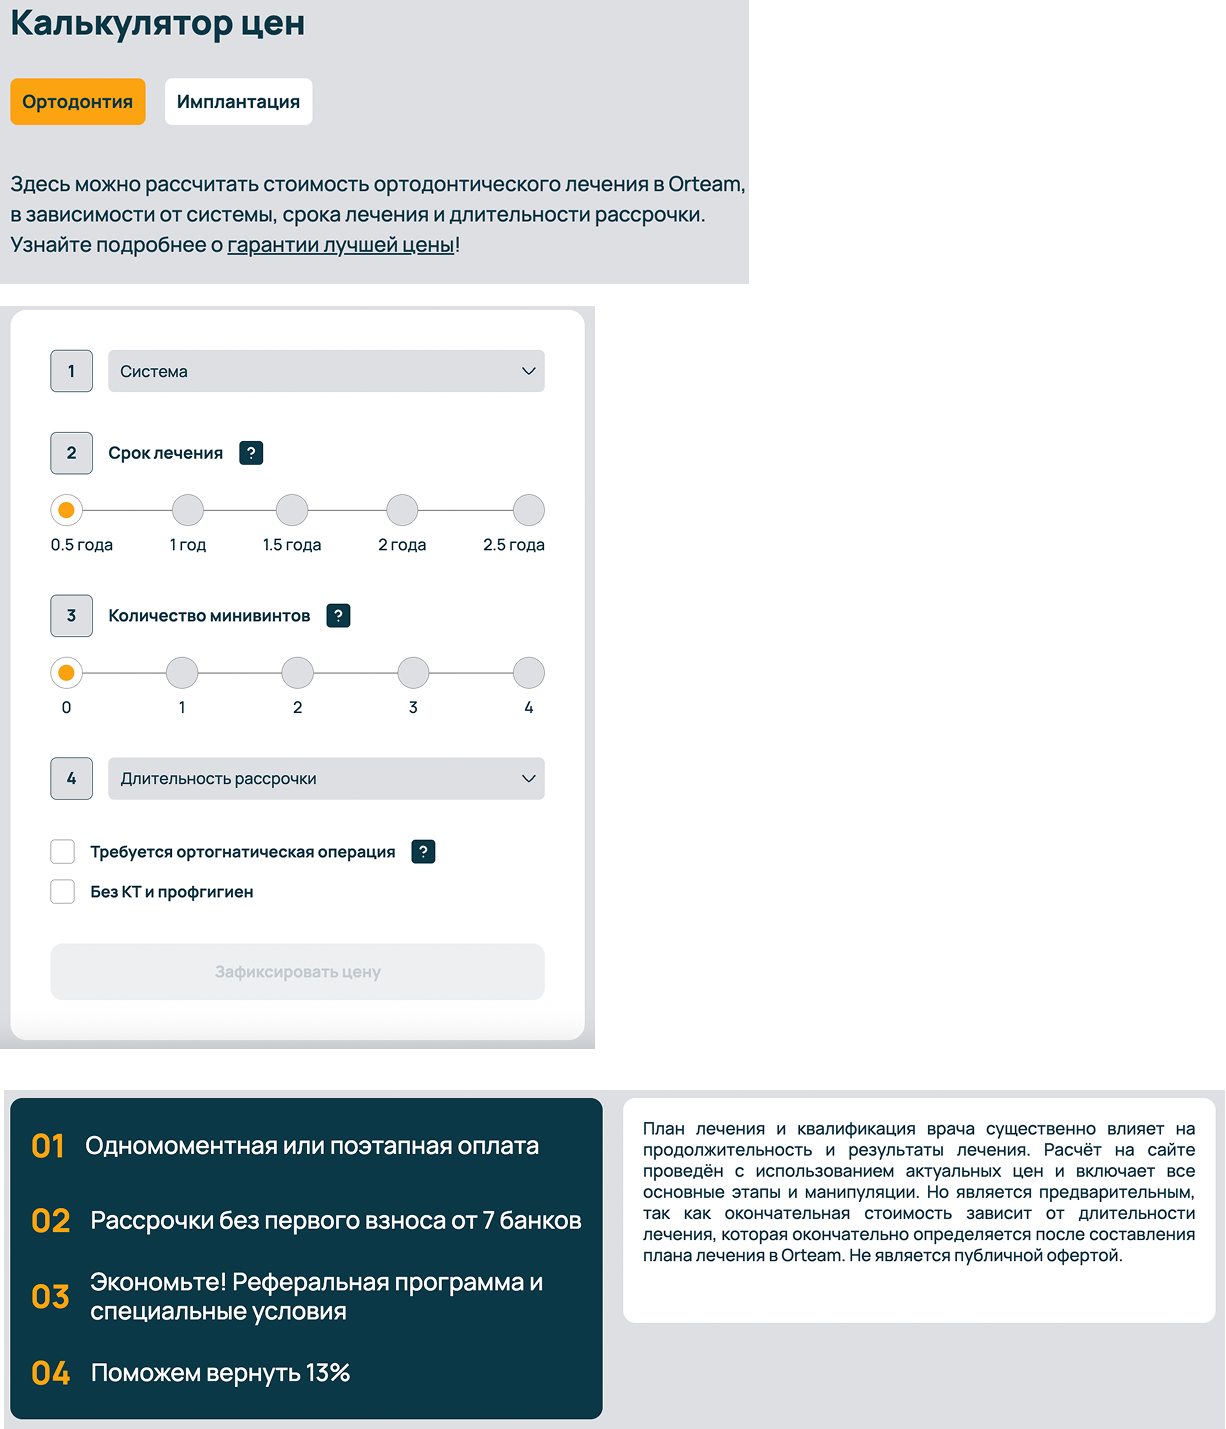 Калькулятор цен
Ортодонтия
Имплантация
Здесь можно рассчитать стоимость ортодонтического лечения в Orteam,
в зависимости от системы, срока лечения и длительности рассрочки.
Узнайте подробнее о гарантии лучшей цены!
1
Система
2
Срок лечения
?
0.5 года
1 год
1.5 года
2 года
2.5 года
3
Количество минивинтов
?
0
1
2
3
4
4
Длительность рассрочки
Требуется ортогнатическая операция
?
Без КТ и профгигиен
Зафиксировать цену
01 Одномоментная или поэтапная оплата
02 Рассрочки без первого взноса от 7 банков
03 Экономьте! Реферальная программа и
специальные условия
04 Поможем вернуть 13%
План лечения и квалификация врача существенно влияет на
продолжительность и результаты лечения. Расчёт на сайте
проведён с использованием актуальных цен и включает все
основные этапы и манипуляции. Но является предварительным,
так как окончательная стоимость зависит от длительности
лечения, которая окончательно определяется после составления
плана лечения в Orteam. Не является публичной офертой.